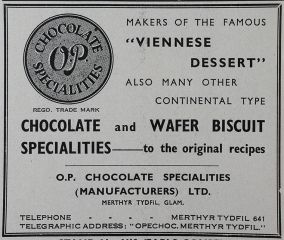 CHOCOLATE
O.P.
SPECIALITIES
REGD. TRADE MARK
MAKERS OF THE FAMOUS
"VIENNESE
DESSERT"
ALSO MANY OTHER
CONTINENTAL TYPE
CHOCOLATE and WAFER BISCUIT
SPECIALITIES—to the original recipes
O.P. CHOCOLATE SPECIALITIES
(MANUFACTURERS) LTD.
MERTHYR TYDFIL, GLAM.
TELEPHONE - - - - MERTHYR TYDFIL 641
TELEGRAPHIC ADDRESS: "OPECHOC. MERTHYR TYDFIL."